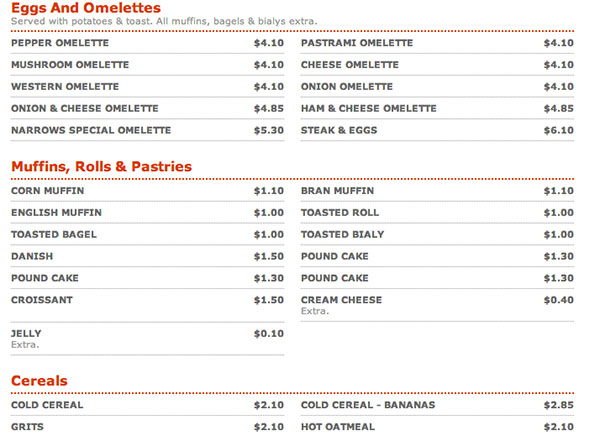 Eggs And Omelettes
Served with potatoes & toast. All muffins, bagels & bialys extra.
PEPPER OMELETTE $4.10 PASTRAMI OMELETTE $4.10
MUSHROOM OMELETTE $4.10 CHEESE OMELETTE $4.10
WESTERN OMELETTE $4.10 ONION OMELETTE $4.10
ONION & CHEESE OMELETTE $4.85 HAM & CHEESE OMELETTE $4.85
NARROWS SPECIAL OMELETTE $5.30 STEAK & EGGS $6.10
Muffins, Rolls & Pastries
CORN MUFFIN $1.10 BRAN MUFFIN $1.10
ENGLISH MUFFIN $1.00 TOASTED ROLL $1.00
TOASTED BAGEL $1.00 TOASTED BIALY $1.00
DANISH $1.50 POUND CAKE $1.30
POUND CAKE $1.30 POUND CAKE $1.30
CROISSANT $1.50 CREAM CHEESE $0.40
Extra.
JELLY $0.10
Extra.
Cereals
COLD CEREAL $2.10 COLD CEREAL - BANANAS $2.85
GRITS $2.10 HOT OATMEAL $2.10